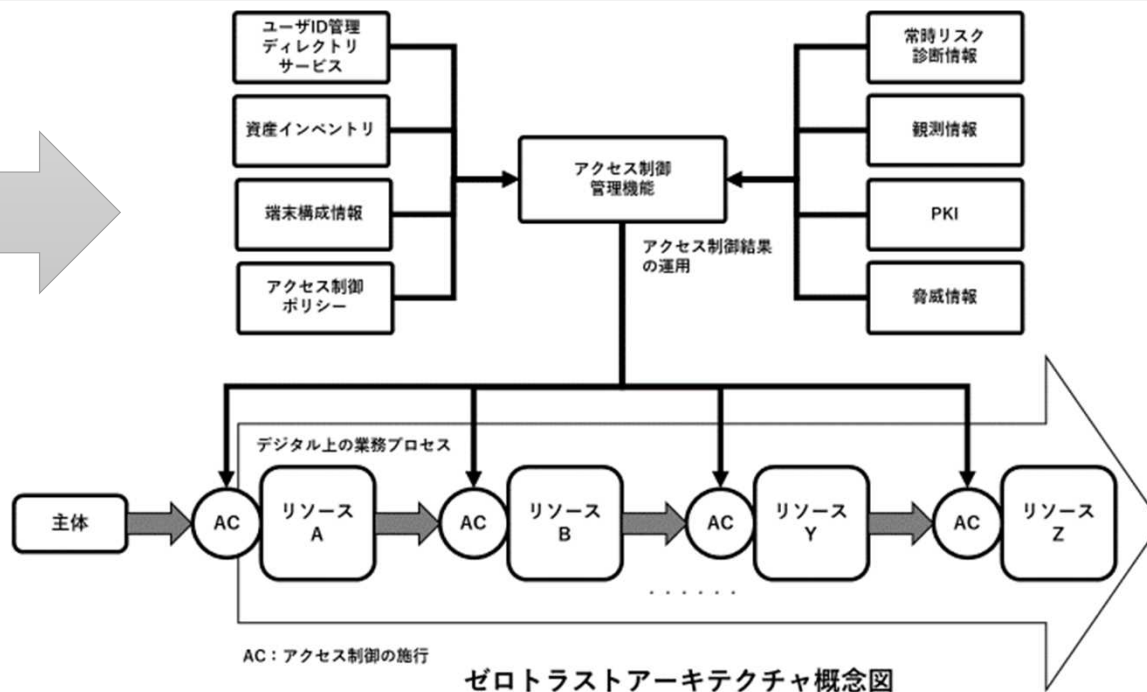 ユーザID管理
ディレクトリ
サービス
資産インベントリ
端末構成情報
アクセス制御
ポリシー
アクセス制御
管理機能
常時リスク
診断情報
観測情報
PKI
脅威情報
アクセス制御結果
の運用
デジタル上の業務プロセス
主体
AC
リソース
A
AC
リソース
B
AC
リソース
Y
AC
リソース
Z
......
AC：アクセス制御の施行
ゼロトラストアーキテクチャ概念図